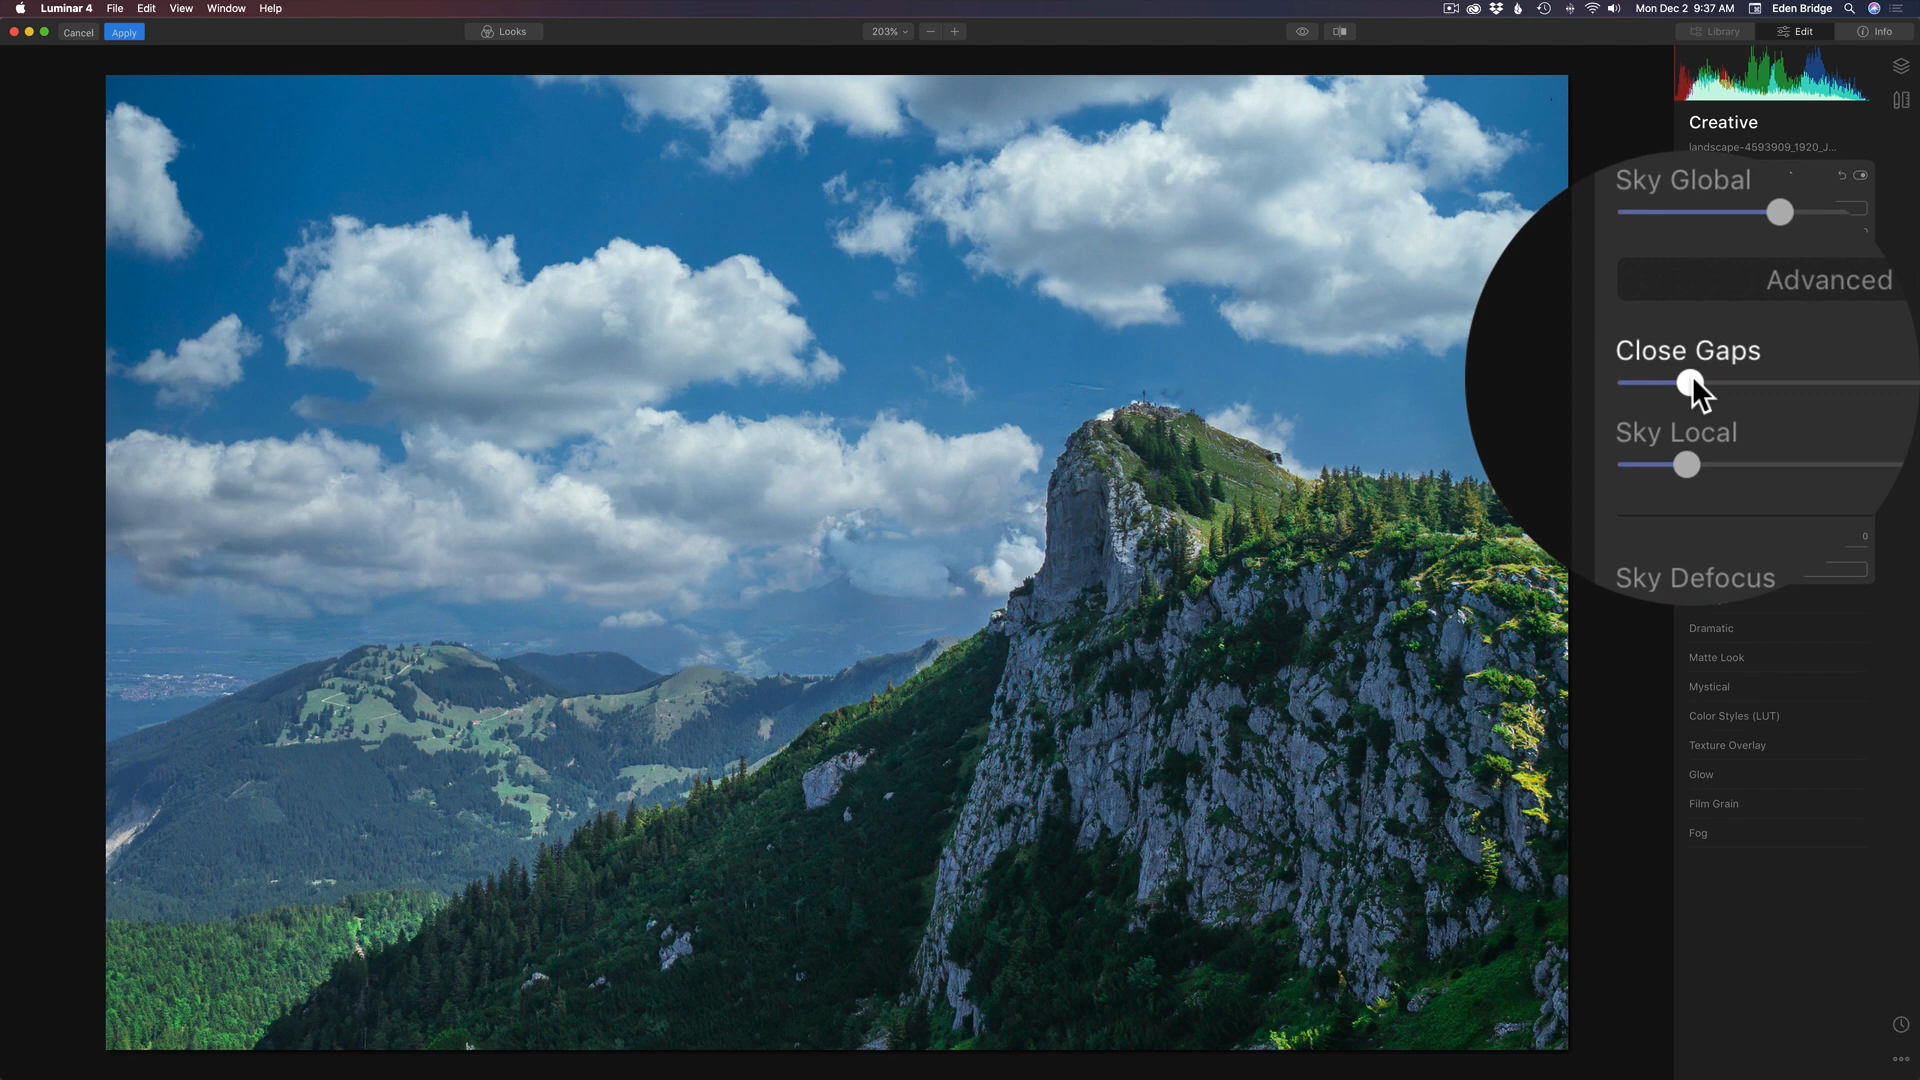 Luminar 4 File Edit View Window Help Mon Dec 2 9:37 AM Eden Bridge
Cancel Apply Looks 203% Library Edit Info
Creative
landscape-4593909_1920_J...
Sky Global
Advanced
Close Gaps
Sky Local
0
Sky Defocus
Dramatic
Matte Look
Mystical
Color Styles (LUT)
Texture Overlay
Glow
Film Grain
Fog